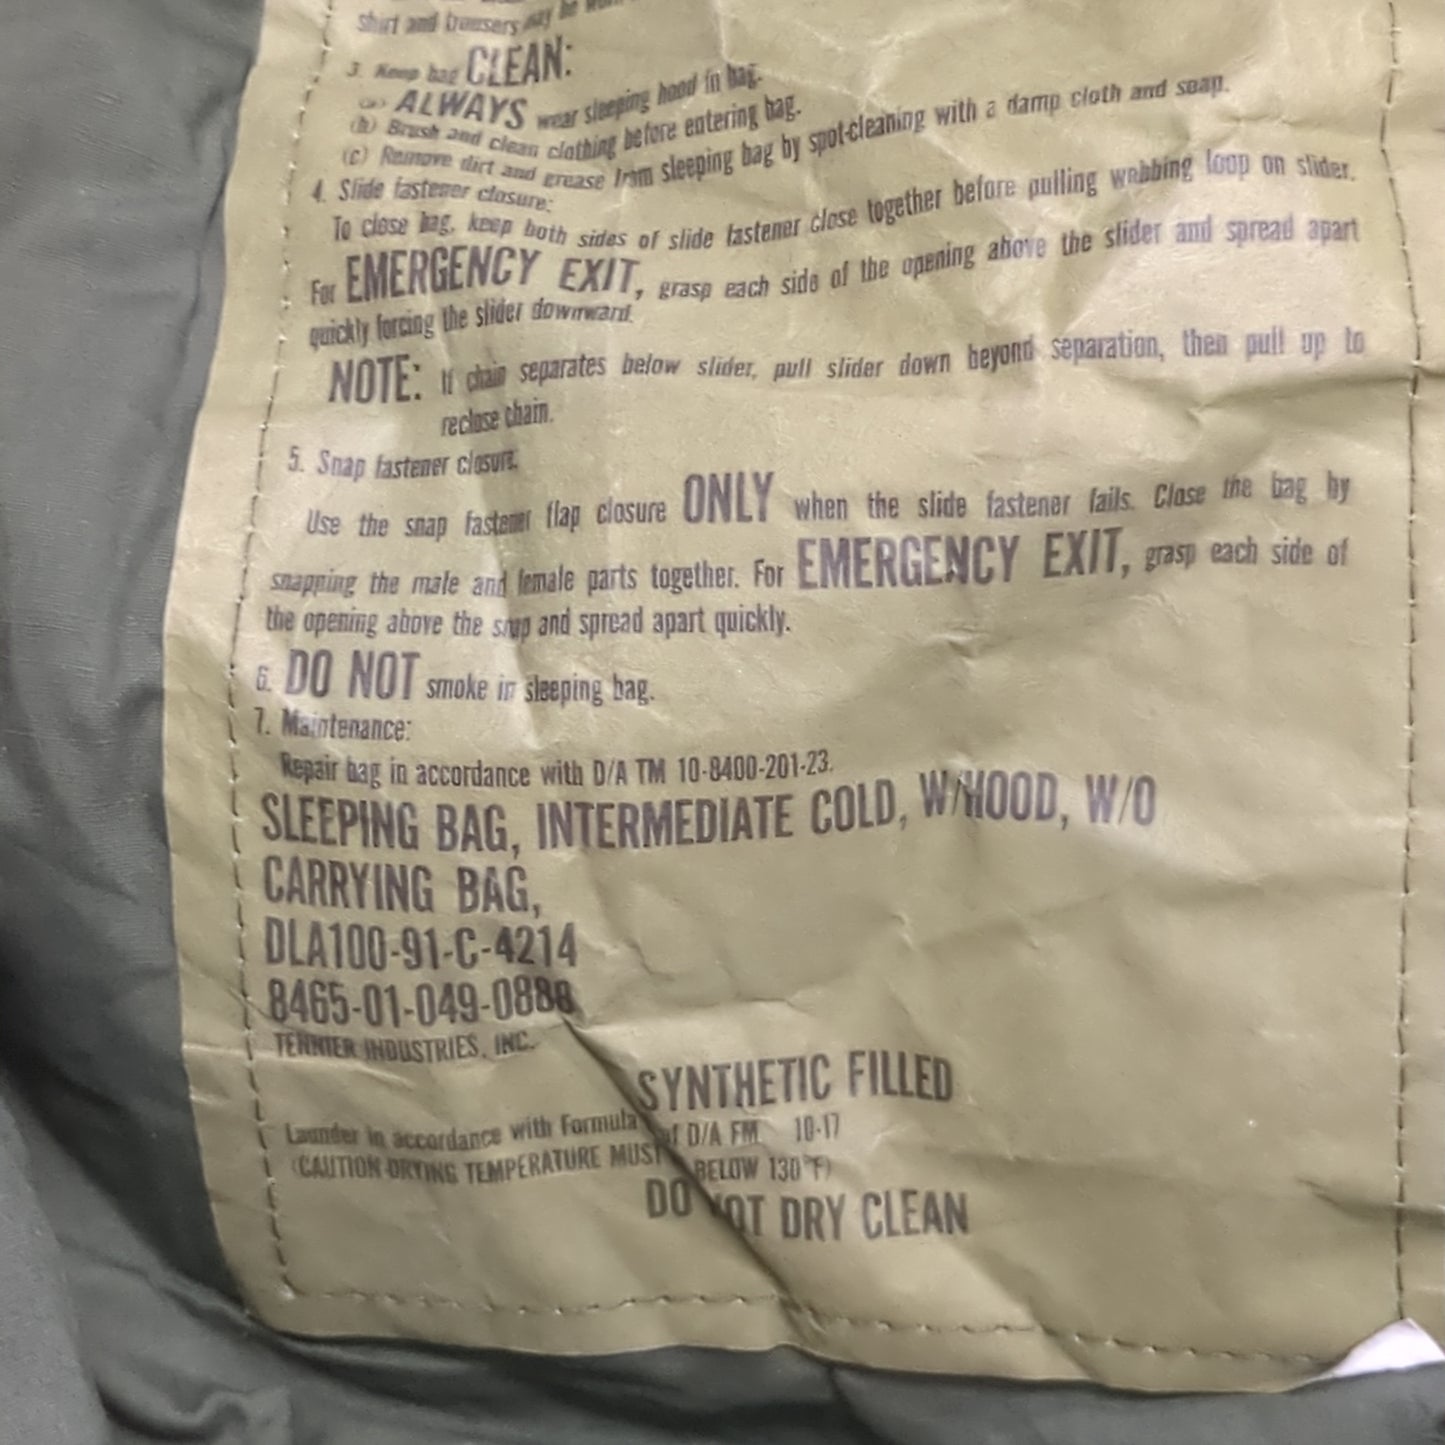 shirt and trousers may be
3. Keep bag CLEAN:
(a) ALWAYS wear sleeping hood in bag.
(b) Brush and clean clothing before entering bag.
(c) Remove dirt and grease from sleeping bag by spot-cleaning with a damp cloth and soap.
4. Slide fastener closure:
To close bag, keep both sides of slide fastener close together before pulling webbing loop on slider.
For EMERGENCY EXIT, grasp each side of the opening above the slider and spread apart
quickly forcing the slider downward.
NOTE: If chain separates below slider, pull slider down beyond separation, then pull up to
reclose chain.
5. Snap fastener closure.
Use the snap fastener flap closure ONLY when the slide fastener fails. Close the bag by
snapping the male and female parts together. For EMERGENCY EXIT, grasp each side of
the opening above the snap and spread apart quickly.
6. DO NOT smoke in sleeping bag.
7. Maintenance:
Repair bag in accordance with D/A TM 10-8400-201-23.
SLEEPING BAG, INTERMEDIATE COLD, W/HOOD, W/O
CARRYING BAG,
DLA100-91-C-4214
8465-01-049-0888
TENNIER INDUSTRIES, INC.
SYNTHETIC FILLED
Launder in accordance with Formula of D/A FM 10-17
(CAUTION DRYING TEMPERATURE MUST BELOW 130°F)
DO NOT DRY CLEAN